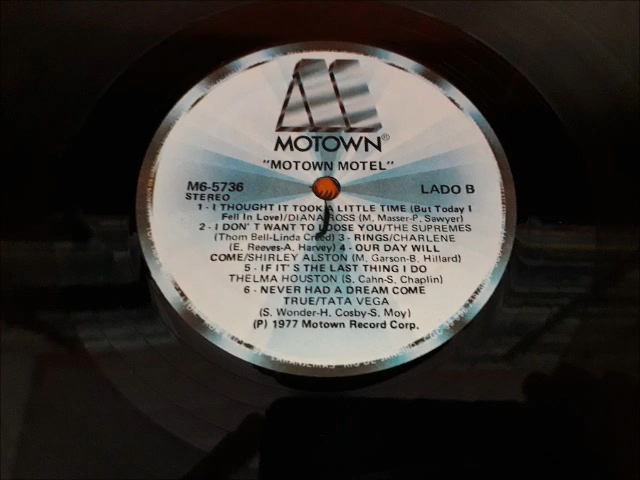 MOTOWN®
"MOTOWN MOTEL"
M6-5736
STEREO
LADO B
1 - I THOUGHT IT TOOK A LITTLE TIME (But Today I
Fell In Love)/DIANA ROSS (M. Masser-P. Sawyer)
2 - I DON'T WANT TO LOOSE YOU/THE SUPREMES
(Thom Bell-Linda Creed) 3 - RINGS/CHARLENE
(E. Reeves-A. Harvey) 4 - OUR DAY WILL
COME/SHIRLEY ALSTON (M. Garson-B. Hillard)
5 - IF IT'S THE LAST THING I DO
THELMA HOUSTON (S. Cahn-S. Chaplin)
6 - NEVER HAD A DREAM COME
TRUE/TATA VEGA
(S. Wonder-H. Cosby-S. Moy)
(P) 1977 Motown Record Corp.